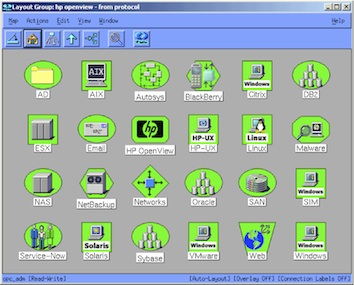 Layout Group: hp openview - from protocol
Map Actions Edit View Window Help
AD AIX Autosys BlackBerry Citrix DB2
AIX Windows
ESX Email HP OpenView HP-UX Linux Malware
hp HP-UX Linux
NAS NetBackup Networks Oracle SAN SIM
Windows
Service-Now Solaris Sybase VMware Web Windows
Solaris Windows Windows
opc_adm [Read-Write] [Auto-Layout] [Overlay OFF] [Connection Labels OFF]